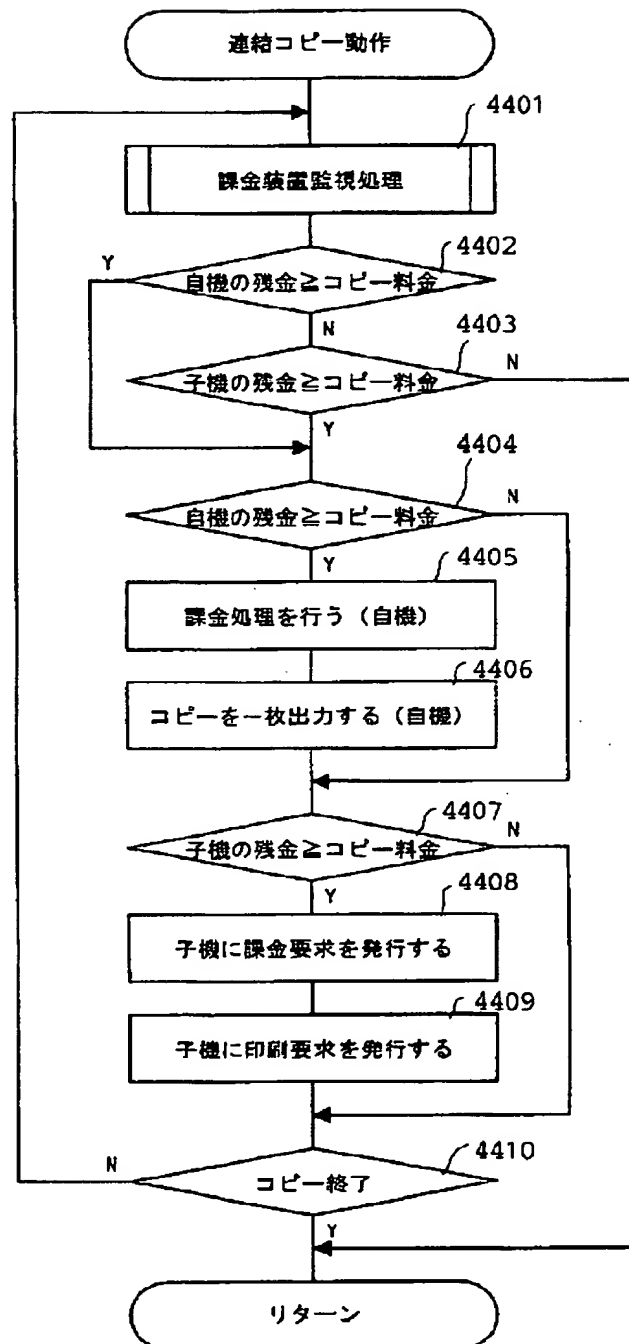 連結コピー動作
4401
課金装置監視処理
4402
Y
自機の残金≧コピー料金
N
4403
N
子機の残金≧コピー料金
Y
4404
N
自機の残金≧コピー料金
Y
4405
課金処理を行う（自機）
4406
コピーを一枚出力する（自機）
4407
N
子機の残金≧コピー料金
Y
4408
子機に課金要求を発行する
4409
子機に印刷要求を発行する
4410
N
コピー終了
Y
リターン